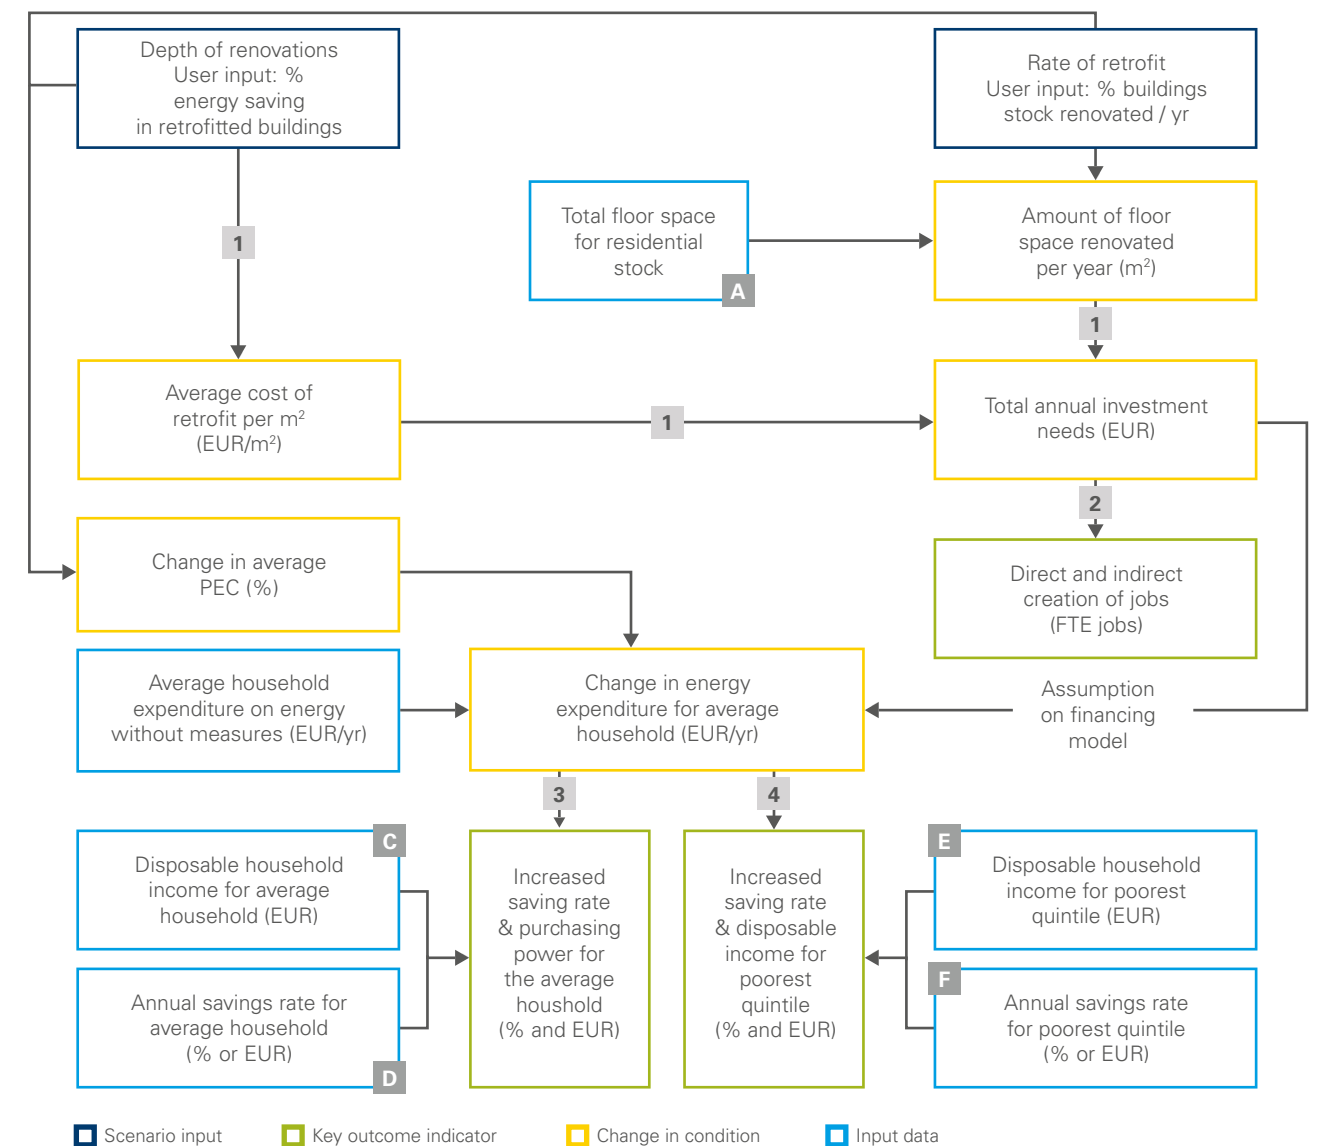 Depth of renovations
User input: %
energy saving
in retrofitted buildings
Rate of retrofit
User input: % buildings
stock renovated / yr
1
Total floor space
for residential
stock
A
Amount of floor
space renovated
per year (m²)
1
Average cost of
retrofit per m²
(EUR/m²)
1
Total annual investment
needs (EUR)
2
Change in average
PEC (%)
Direct and indirect
creation of jobs
(FTE jobs)
Average household
expenditure on energy
without measures (EUR/yr)
Change in energy
expenditure for average
household (EUR/yr)
Assumption
on financing
model
3
4
C
Disposable household
income for average
household (EUR)
Annual savings rate for
average household
(% or EUR)
D
Increased
saving rate
& purchasing
power for
the average
houshold
(% and EUR)
Increased
saving rate
& disposable
income for
poorest
quintile
(% and EUR)
E
Disposable household
income for poorest
quintile (EUR)
F
Annual savings rate
for poorest quintile
(% or EUR)
Scenario input
Key outcome indicator
Change in condition
Input data